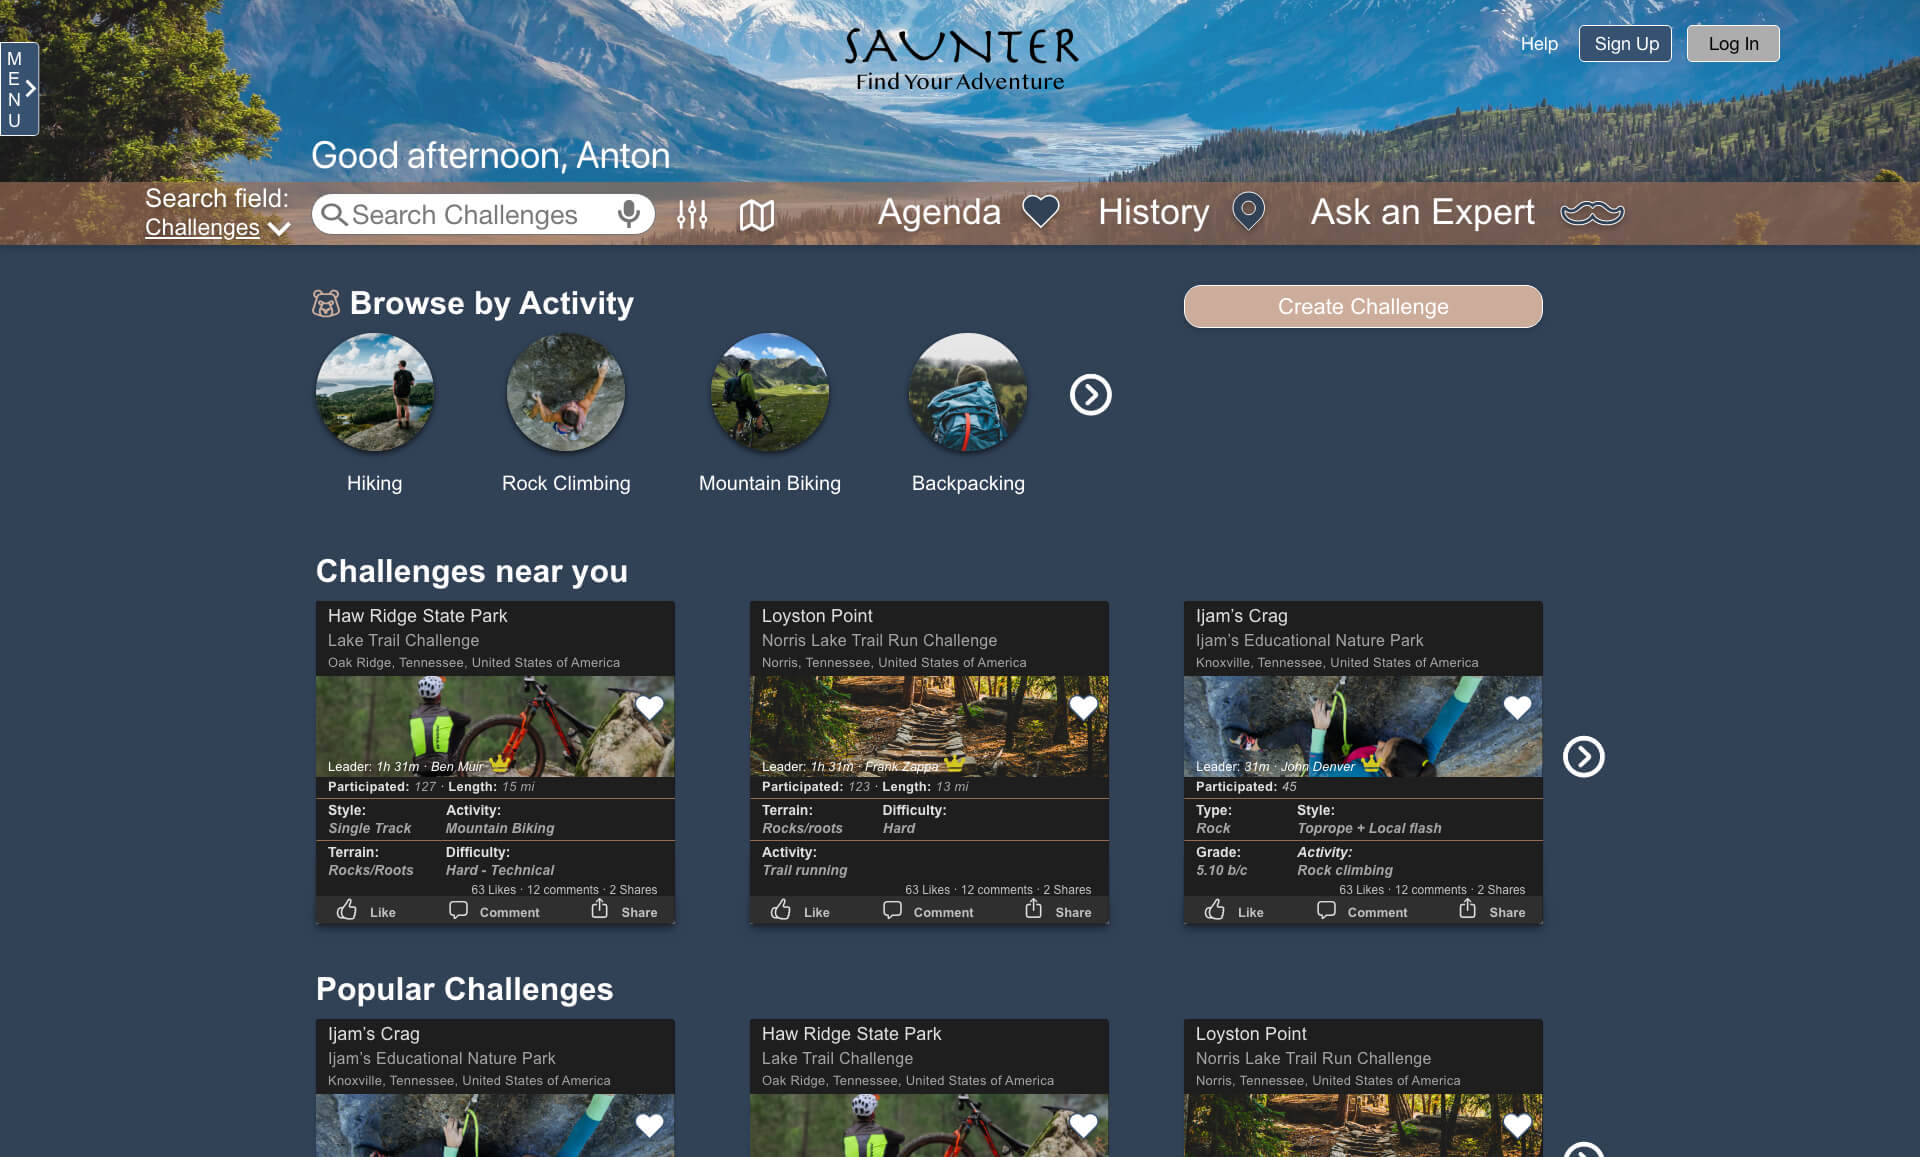 SAUNTER
Find Your Adventure
Help
Sign Up
Log In
MENU
Good afternoon, Anton
Search field:
Challenges
Search Challenges
Agenda
History
Ask an Expert
Browse by Activity
Create Challenge
Hiking
Rock Climbing
Mountain Biking
Backpacking
Challenges near you
Haw Ridge State Park
Lake Trail Challenge
Oak Ridge, Tennessee, United States of America
Leader: 1h 31m · Ben Muir
Participated: 127 · Length: 15 mi
Style: Activity:
Single Track Mountain Biking
Terrain: Difficulty:
Rocks/Roots Hard - Technical
63 Likes · 12 comments · 2 Shares
Like Comment Share
Loyston Point
Norris Lake Trail Run Challenge
Norris, Tennessee, United States of America
Leader: 1h 31m · Frank Zappa
Participated: 123 · Length: 13 mi
Terrain: Difficulty:
Rocks/roots Hard
Activity:
Trail running
63 Likes · 12 comments · 2 Shares
Like Comment Share
Ijam's Crag
Ijam's Educational Nature Park
Knoxville, Tennessee, United States of America
Leader: 31m · John Denver
Participated: 45
Type: Style:
Rock Toprope + Local flash
Grade: Activity:
5.10 b/c Rock climbing
63 Likes · 12 comments · 2 Shares
Like Comment Share
Popular Challenges
Ijam's Crag
Ijam's Educational Nature Park
Knoxville, Tennessee, United States of America
Haw Ridge State Park
Lake Trail Challenge
Oak Ridge, Tennessee, United States of America
Loyston Point
Norris Lake Trail Run Challenge
Norris, Tennessee, United States of America